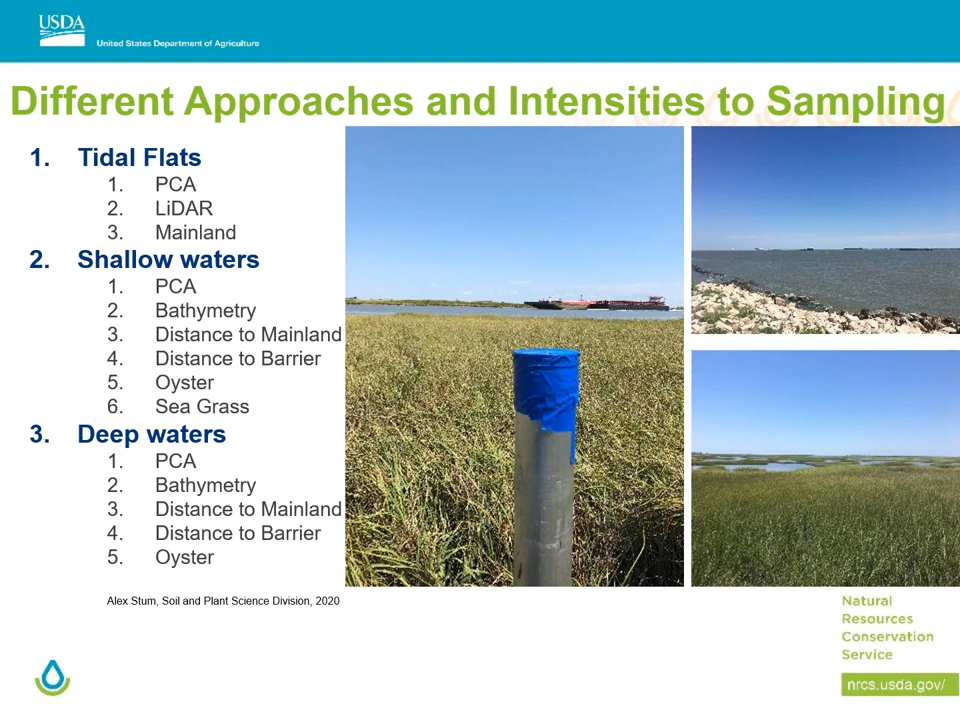 USDA
United States Department of Agriculture
Different Approaches and Intensities to Sampling
1. Tidal Flats
1. PCA
2. LiDAR
3. Mainland
2. Shallow waters
1. PCA
2. Bathymetry
3. Distance to Mainland
4. Distance to Barrier
5. Oyster
6. Sea Grass
3. Deep waters
1. PCA
2. Bathymetry
3. Distance to Mainland
4. Distance to Barrier
5. Oyster
Alex Stum, Soil and Plant Science Division, 2020
Natural
Resources
Conservation
Service
nrcs.usda.gov/